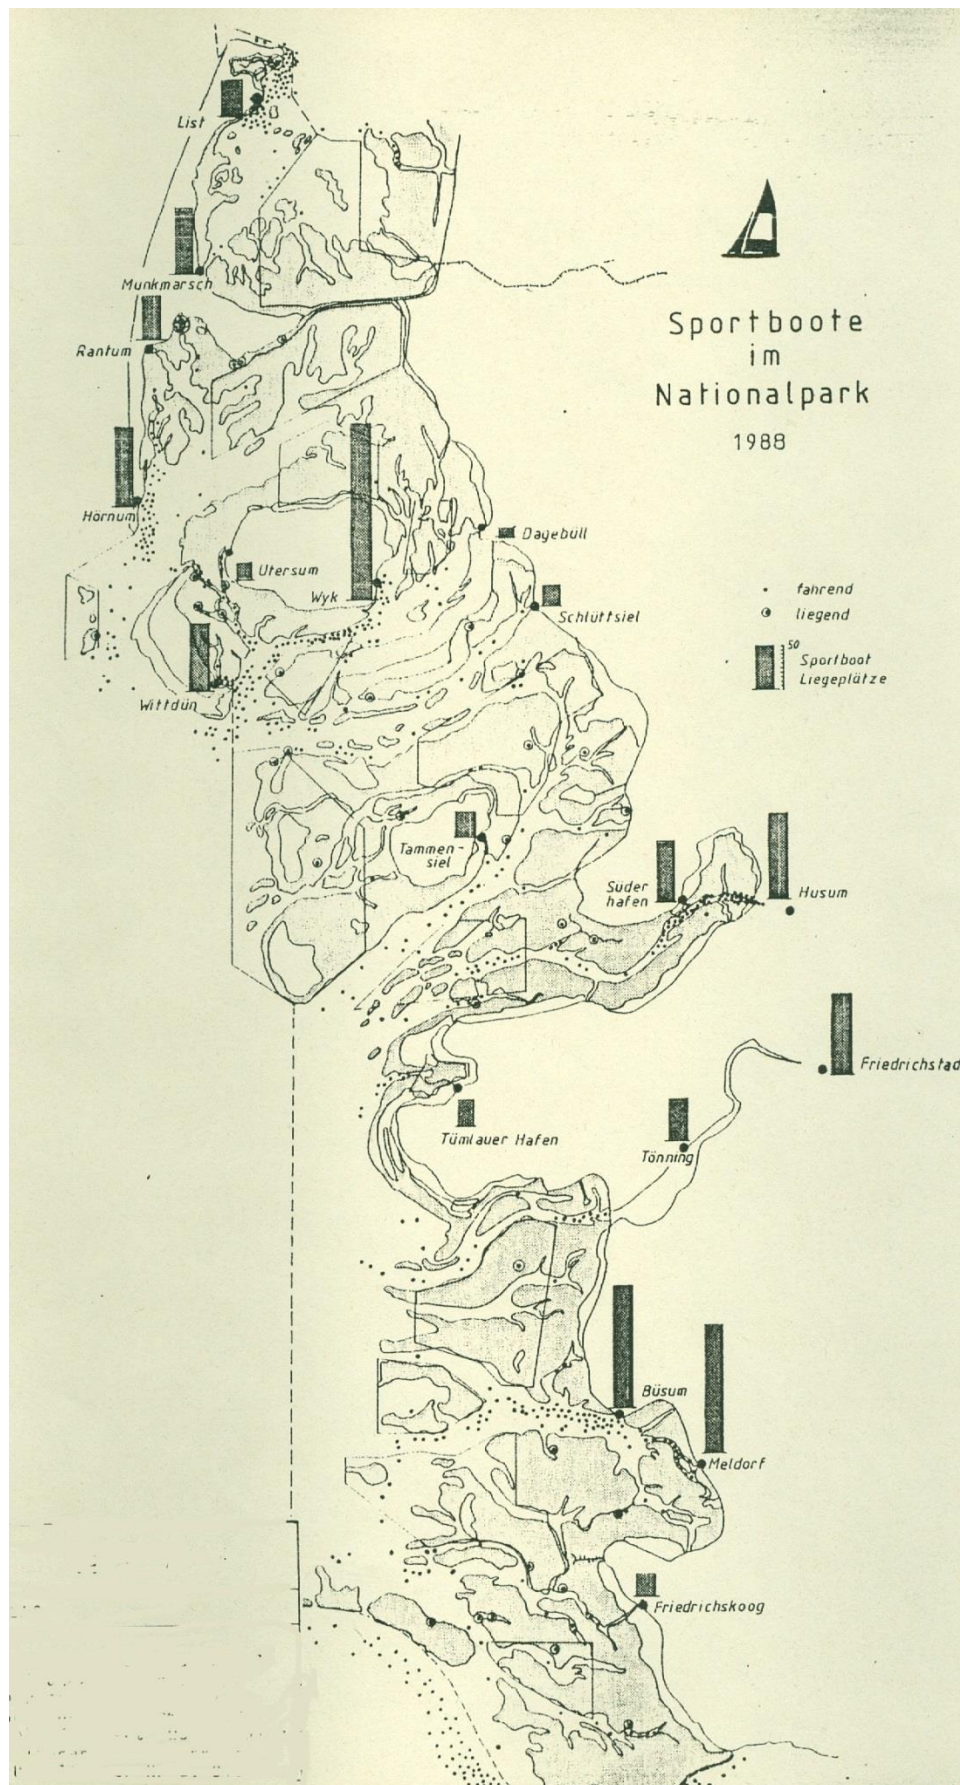 List
Munkmarsch
Sportboote
im
Nationalpark
1988
Rantum
Hörnum
Dagebüll
Utersum
Wyk
Schlüttsiel
fahrend
liegend
50
Sportboot
Liegeplätze
Wittdün
Tammen-
siel
Süder
hafen
Husum
Friedrichstad
Tümlauer Hafen
Tönning
Büsum
Meldorf
Friedrichskoog